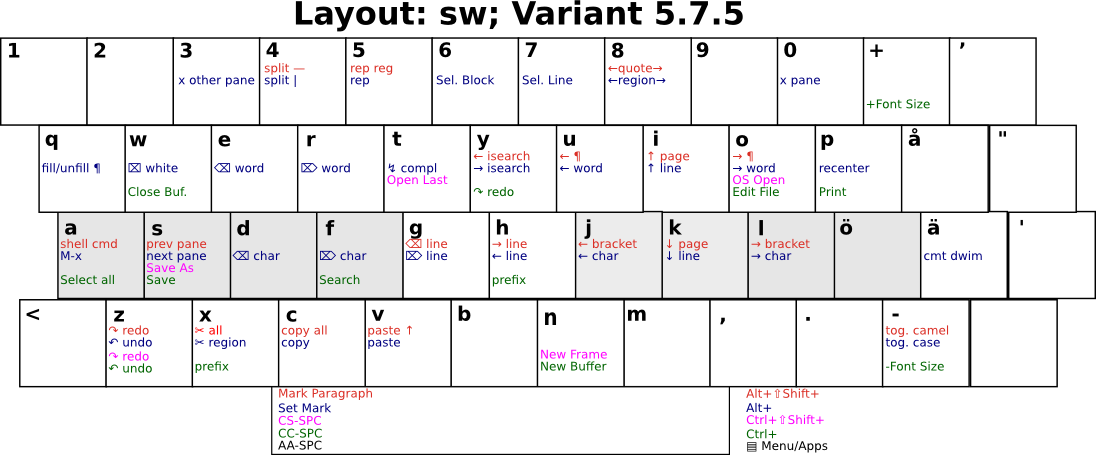 Layout: sw; Variant 5.7.5
1
2
3
x other pane
4
split —
split |
5
rep reg
rep
6
Sel. Block
7
Sel. Line
8
←quote→
←region→
9
0
x pane
+
+Font Size
’
q
fill/unfill ¶
w
⌧ white
Close Buf.
e
⌫ word
r
⌦ word
t
↯ compl
Open Last
y
← isearch
→ isearch
↷ redo
u
← ¶
← word
i
↑ page
↑ line
o
→ ¶
→ word
OS Open
Edit File
p
recenter
Print
å
"
a
shell cmd
M-x
Select all
s
prev pane
next pane
Save As
Save
d
⌫ char
f
⌦ char
Search
g
⌫ line
⌦ line
h
→ line
← line
prefix
j
← bracket
← char
k
↓ page
↓ line
l
→ bracket
→ char
ö
ä
cmt dwim
'
<
z
↷ redo
↶ undo
↷ redo
↶ undo
x
✂ all
✂ region
prefix
c
copy all
copy
v
paste ↑
paste
b
n
New Frame
New Buffer
m
,
.
-
tog. camel
tog. case
-Font Size
Mark Paragraph
Set Mark
CS-SPC
CC-SPC
AA-SPC
Alt+⇧Shift+
Alt+
Ctrl+⇧Shift+
Ctrl+
▤ Menu/Apps